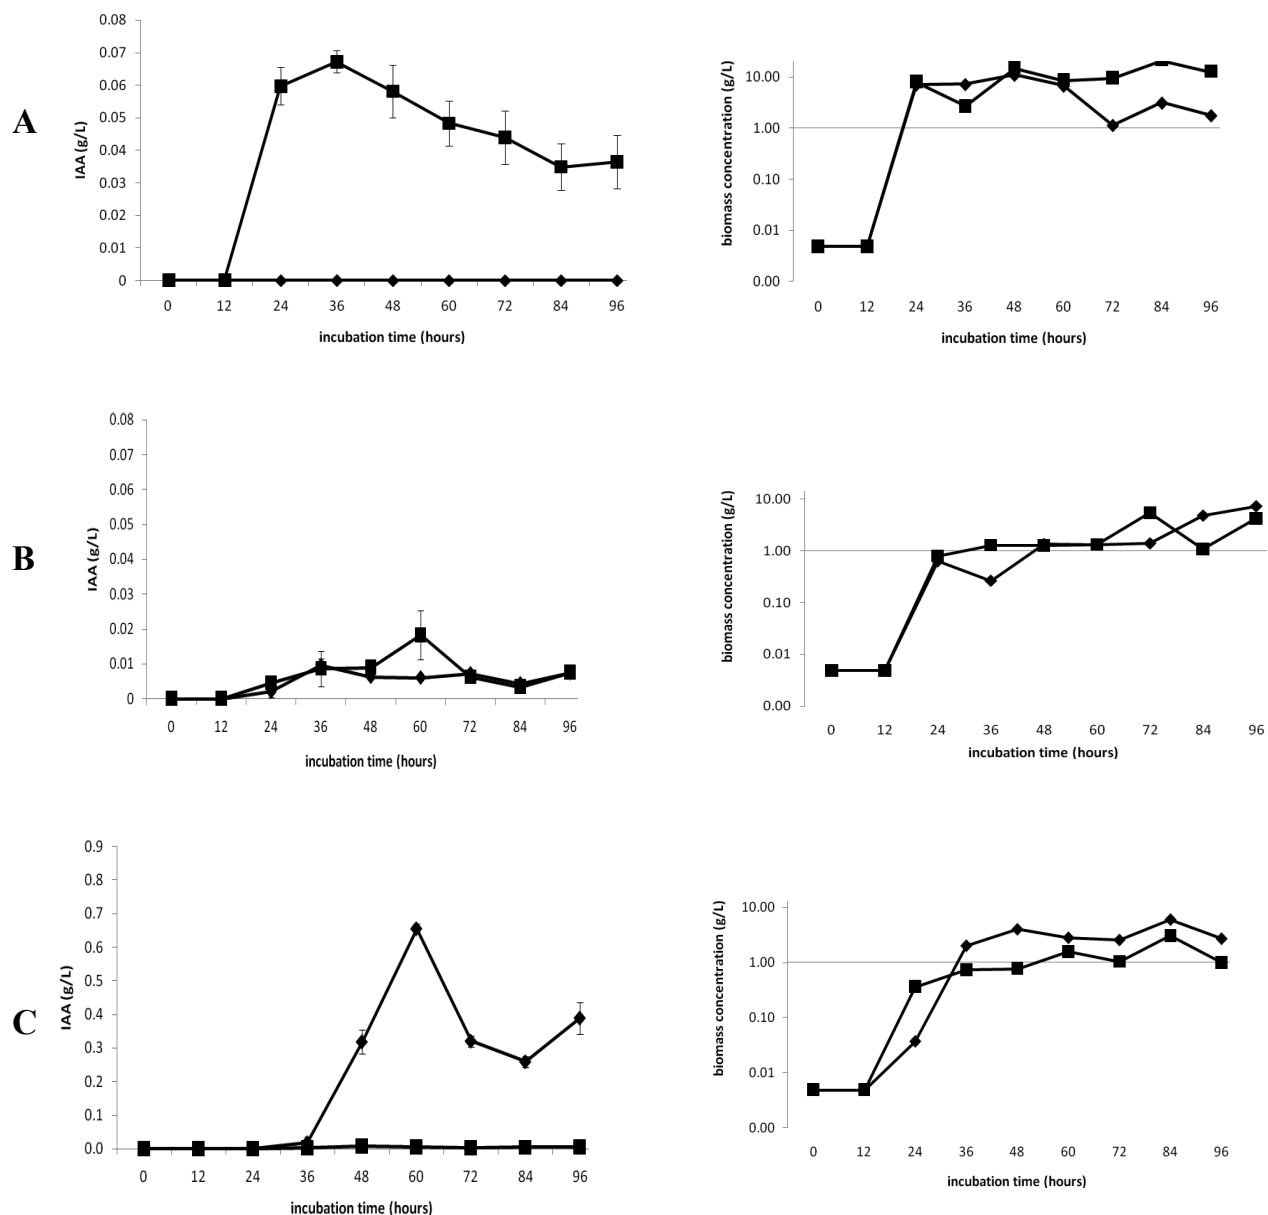 A
IAA (g/L)
0.08
0.07
0.06
0.05
0.04
0.03
0.02
0.01
0
0 12 24 36 48 60 72 84 96
incubation time (hours)
biomass concentration (g/L)
10.00
1.00
0.10
0.01
0.00
0 12 24 36 48 60 72 84 96
incubation time (hours)
B
IAA (g/L)
0.08
0.07
0.06
0.05
0.04
0.03
0.02
0.01
0
0 12 24 36 48 60 72 84 96
incubation time (hours)
biomass concentration (g/L)
10.00
1.00
0.10
0.01
0.00
0 12 24 36 48 60 72 84 96
incubation time (hours)
C
IAA (g/L)
0.9
0.8
0.7
0.6
0.5
0.4
0.3
0.2
0.1
0.0
0 12 24 36 48 60 72 84 96
incubation time (hours)
biomass concentration (g/L)
10.00
1.00
0.10
0.01
0.00
0 12 24 36 48 60 72 84 96
incubation time (hours)